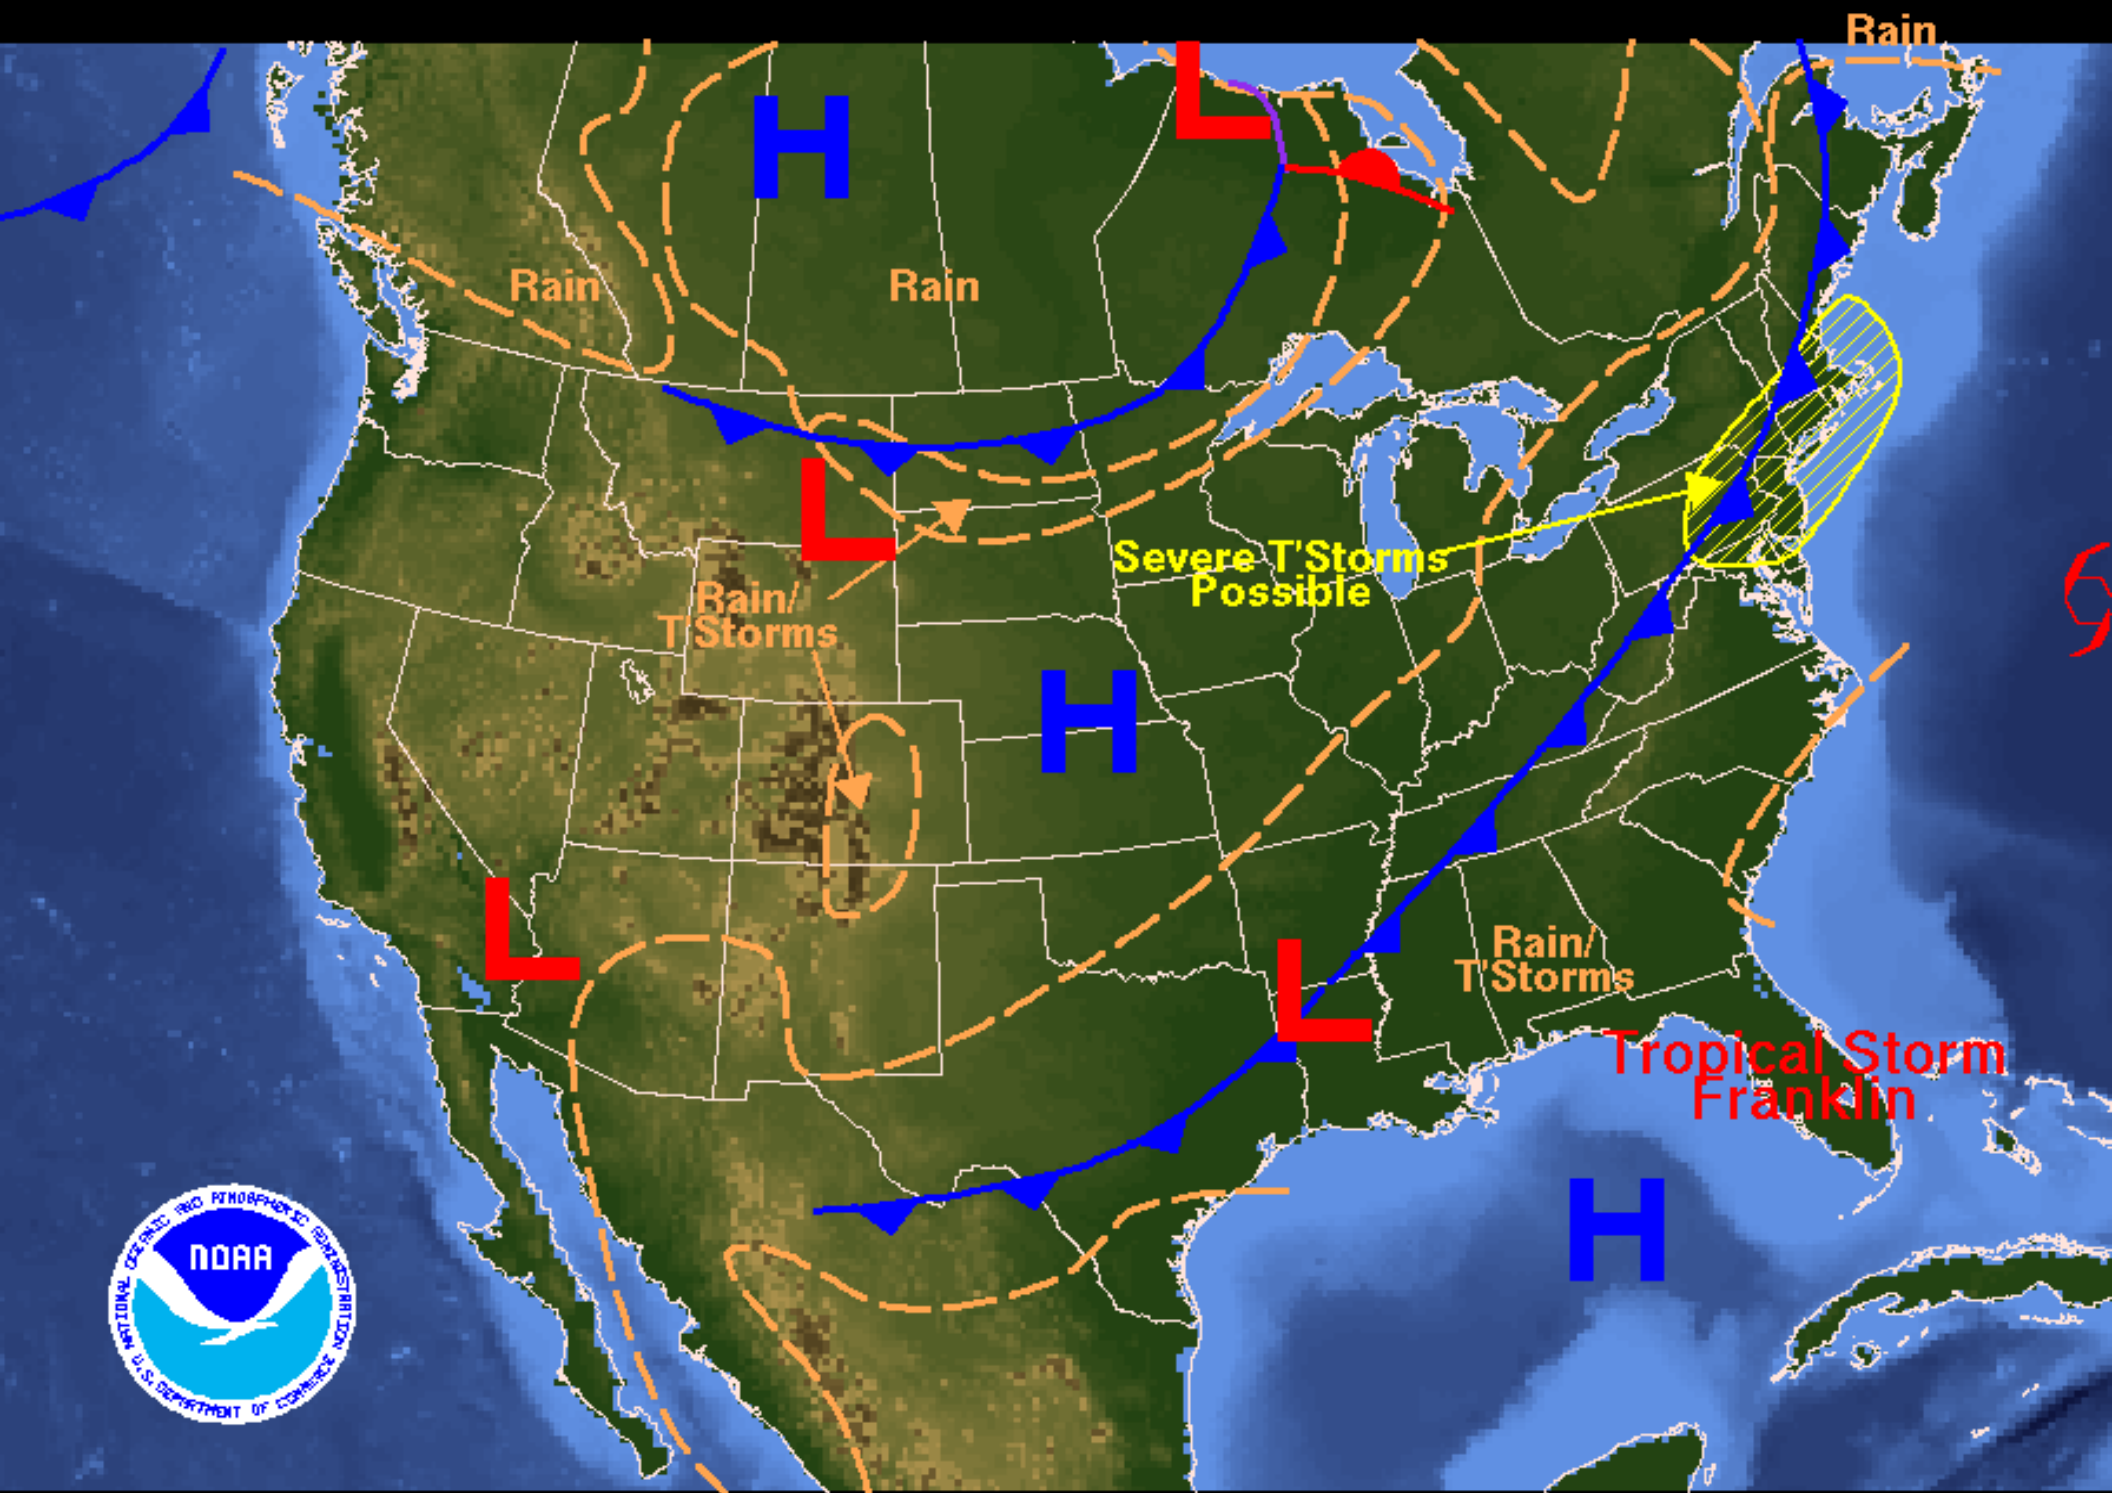 Rain
H
L
Rain
Rain
L
Severe T'Storms
Possible
Rain/
T'Storms
H
L
L
Rain/
T'Storms
Tropical Storm
Franklin
H
NATIONAL OCEANIC AND ATMOSPHERIC ADMINISTRATION
NOAA
U.S. DEPARTMENT OF COMMERCE